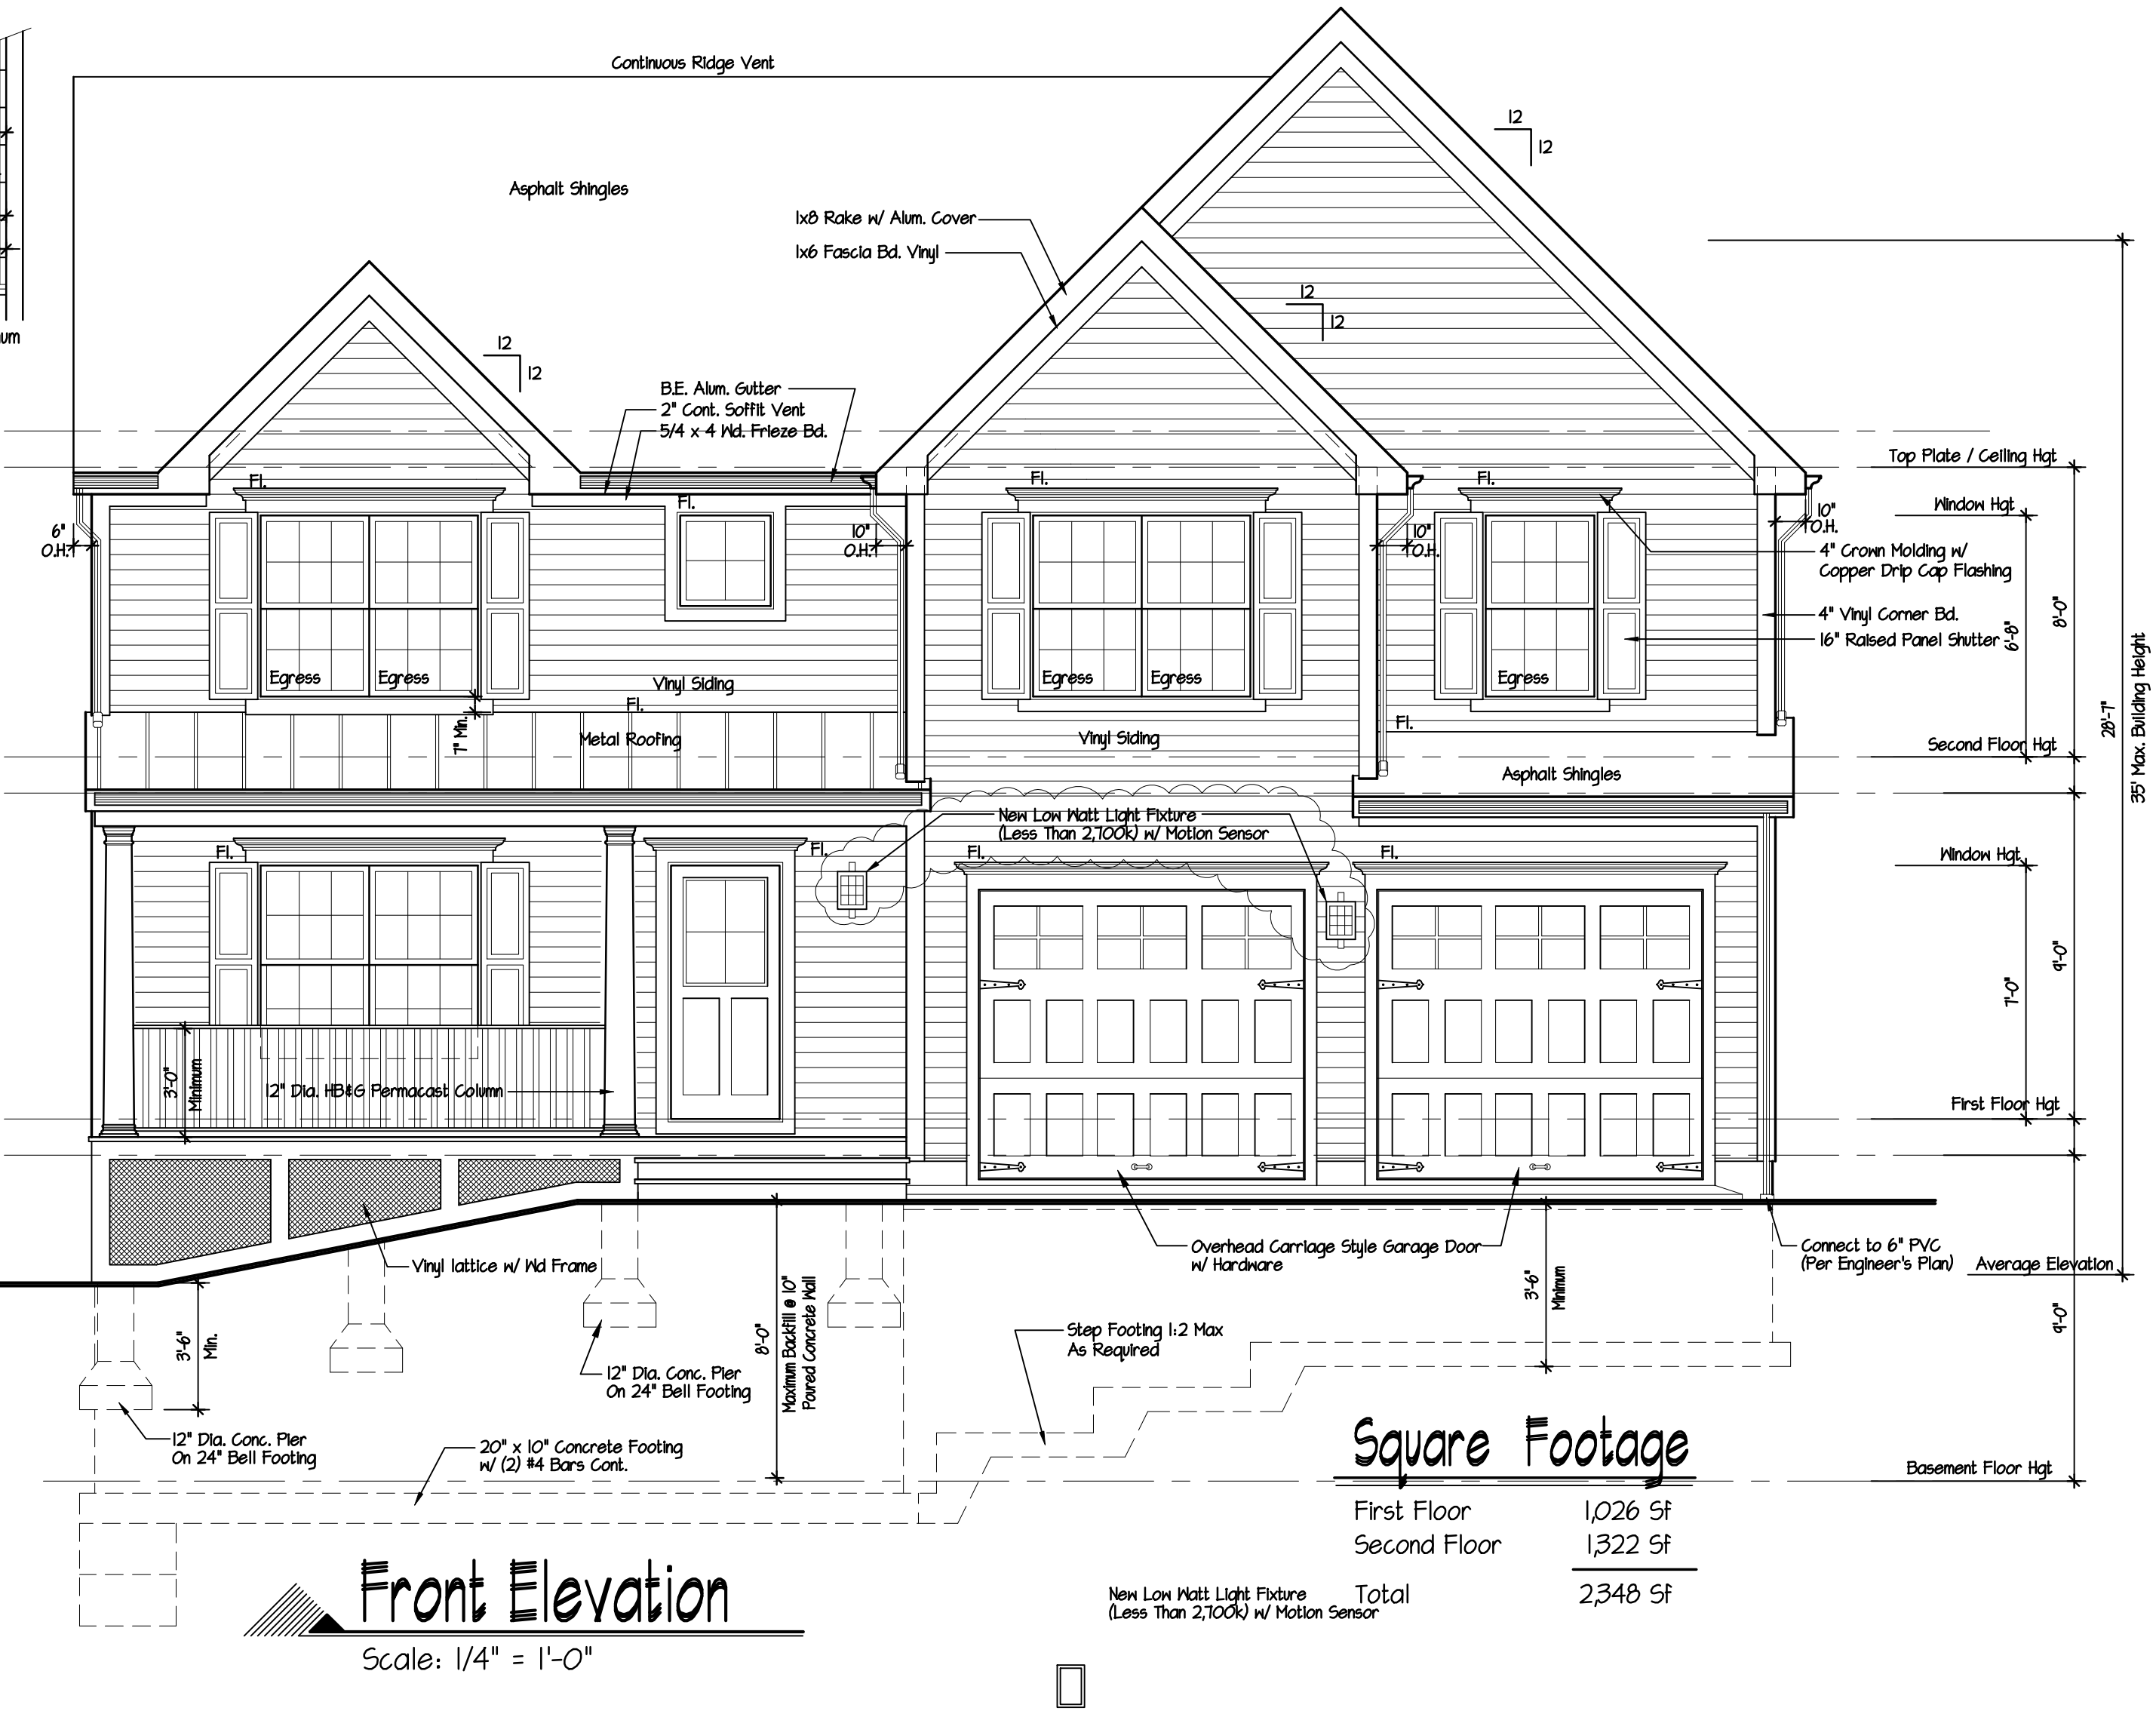 Continuous Ridge Vent
12
12
Asphalt Shingles
1x8 Rake w/ Alum. Cover
1x6 Fascia Bd. Vinyl
12
12
um
12
12
B.E. Alum. Gutter
2" Cont. Soffit Vent
5/4 x 4 Wd. Frieze Bd.
Top Plate / Ceiling Hgt
Fl.
Fl.
Fl.
Fl.
Window Hgt
6"
O.H.
10"
O.H.
10"
O.H.
10"
O.H.
4" Crown Molding w/
Copper Drip Cap Flashing
4" Vinyl Corner Bd.
16" Raised Panel Shutter
6'-8"
8'-0"
Egress
Egress
Egress
Egress
Egress
Vinyl Siding
Fl.
Fl.
7" Min.
Metal Roofing
Vinyl Siding
Second Floor Hgt
Asphalt Shingles
28'-7"
35' Max. Building Height
New Low Watt Light Fixture
(Less Than 2,700k) w/ Motion Sensor
Fl.
Fl.
Fl.
Fl.
Window Hgt
7'-0"
9'-0"
3'-0"
Minimum
12" Dia. HB&G Permacast Column
First Floor Hgt
Vinyl lattice w/ Wd Frame
Overhead Carriage Style Garage Door
w/ Hardware
Connect to 6" PVC
(Per Engineer's Plan)
Average Elevation
3'-6"
Min.
8'-0"
Maximum Backfill @ 10"
Poured Concrete Wall
3'-6"
Minimum
9'-0"
Step Footing 1:2 Max
As Required
12" Dia. Conc. Pier
On 24" Bell Footing
12" Dia. Conc. Pier
On 24" Bell Footing
20" x 10" Concrete Footing
w/ (2) #4 Bars Cont.
Basement Floor Hgt
Square Footage
First Floor 1,026 Sf
Second Floor 1,322 Sf
Total 2,348 Sf
New Low Watt Light Fixture
(Less Than 2,700k) w/ Motion Sensor
Front Elevation
Scale: 1/4" = 1'-0"